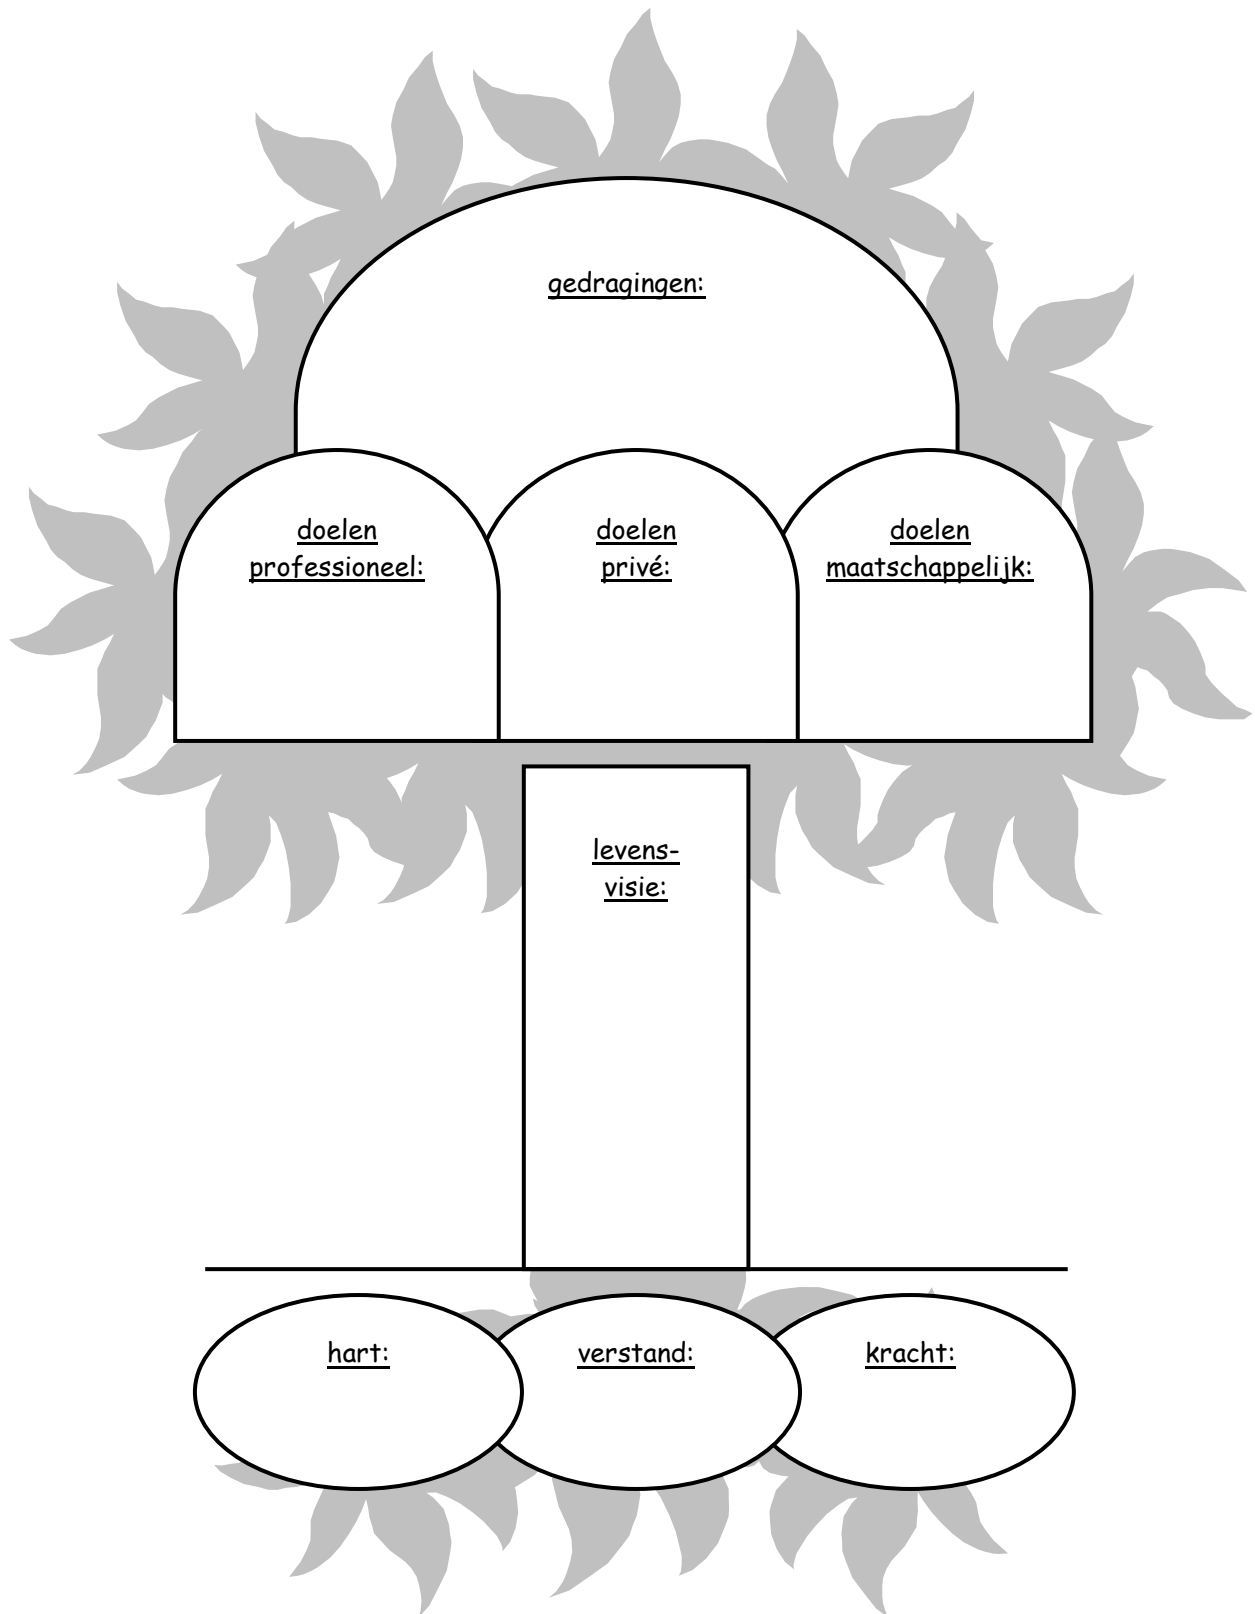 gedragingen:
doelen
professioneel:
doelen
privé:
doelen
maatschappelijk:
levens-
visie:
hart:
verstand:
kracht: